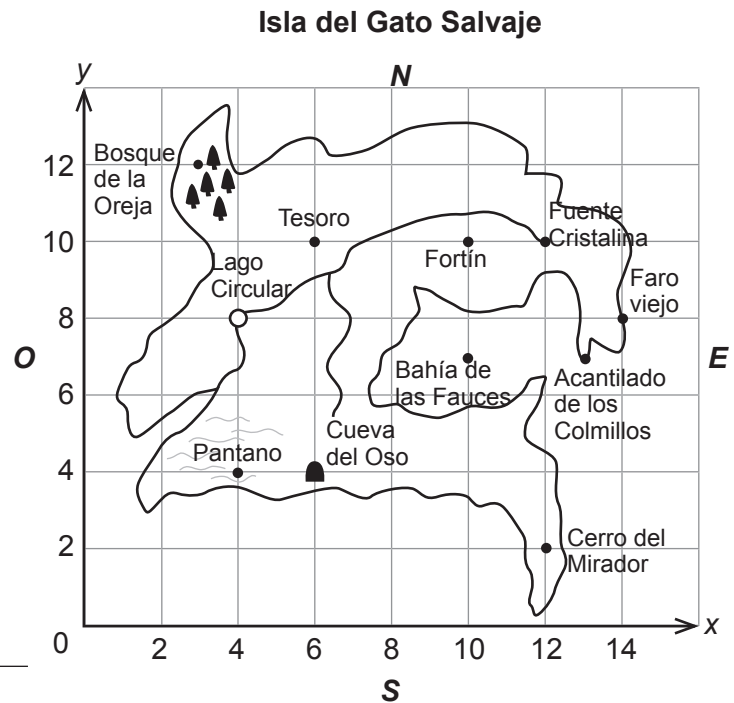 Isla del Gato Salvaje
y
N
12
Bosque
de la
Oreja
Tesoro
Fuente
Cristalina
10
Fortín
Lago
Circular
Faro
viejo
8
O
E
Bahía de
las Fauces
Acantilado
de los
Colmillos
6
Cueva
del Oso
Pantano
4
Cerro del
Mirador
2
x
0
2
4
6
8
10
12
14
S